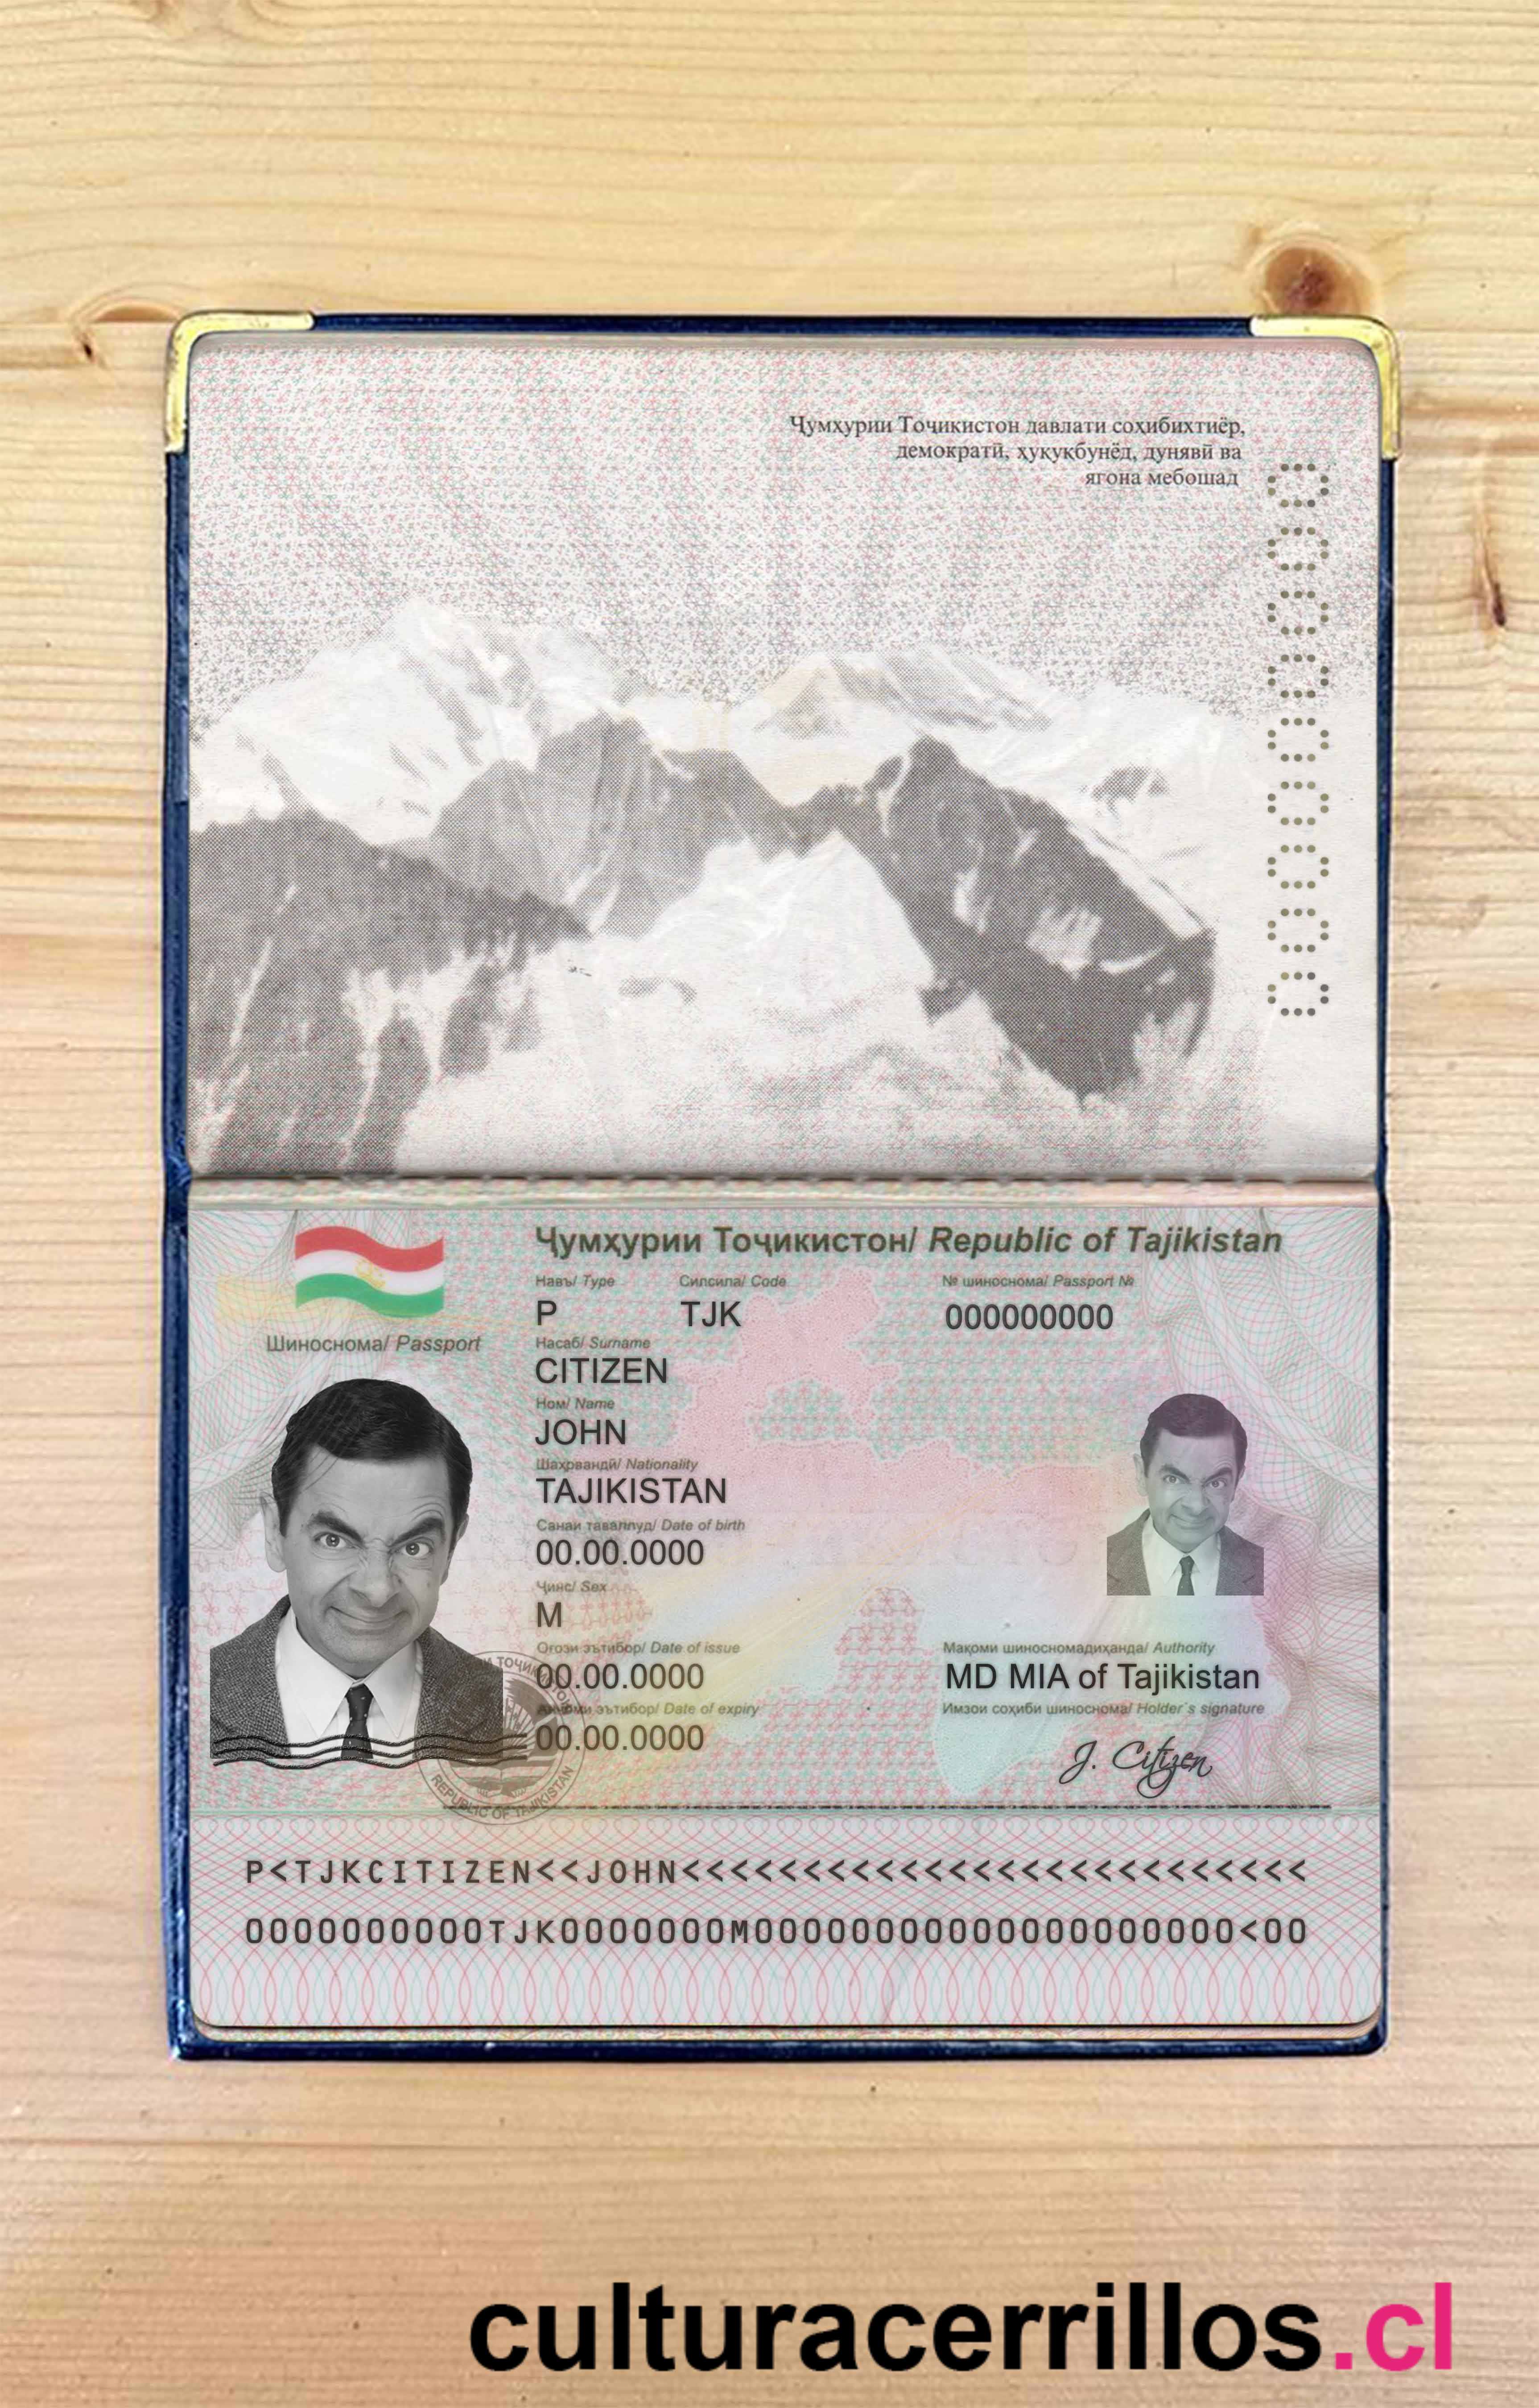 Ҷумҳурии Тоҷикистон давлати соҳибихтиёр,
демократӣ, ҳуқуқбунёд, дунявӣ ва
ягона мебошад
000000000
Ҷумҳурии Тоҷикистон/ Republic of Tajikistan
Шиноснома/ Passport
Навъ/ Type Силсила/ Code № шиноснома/ Passport №
P TJK 000000000
Насаб/ Surname
CITIZEN
Ном/ Name
JOHN
Шаҳрвандӣ/ Nationality
TAJIKISTAN
Санаи таваллуд/ Date of birth
00.00.0000
Ҷинс/ Sex
M
Оғози эътибор/ Date of issue Мақоми шиносномадиҳанда/ Authority
00.00.0000 MD MIA of Tajikistan
эътибор/ Date of expiry Имзои соҳиби шиноснома/ Holder`s signature
00.00.0000 J. Citizen
REPUBLIC OF TAJIKISTAN
P<TJKCITIZEN<<JOHN<<<<<<<<<<<<<<<<<<<<<<<<<<
0000000000TJK0000000M00000000000000000000<00
culturacerrillos.cl